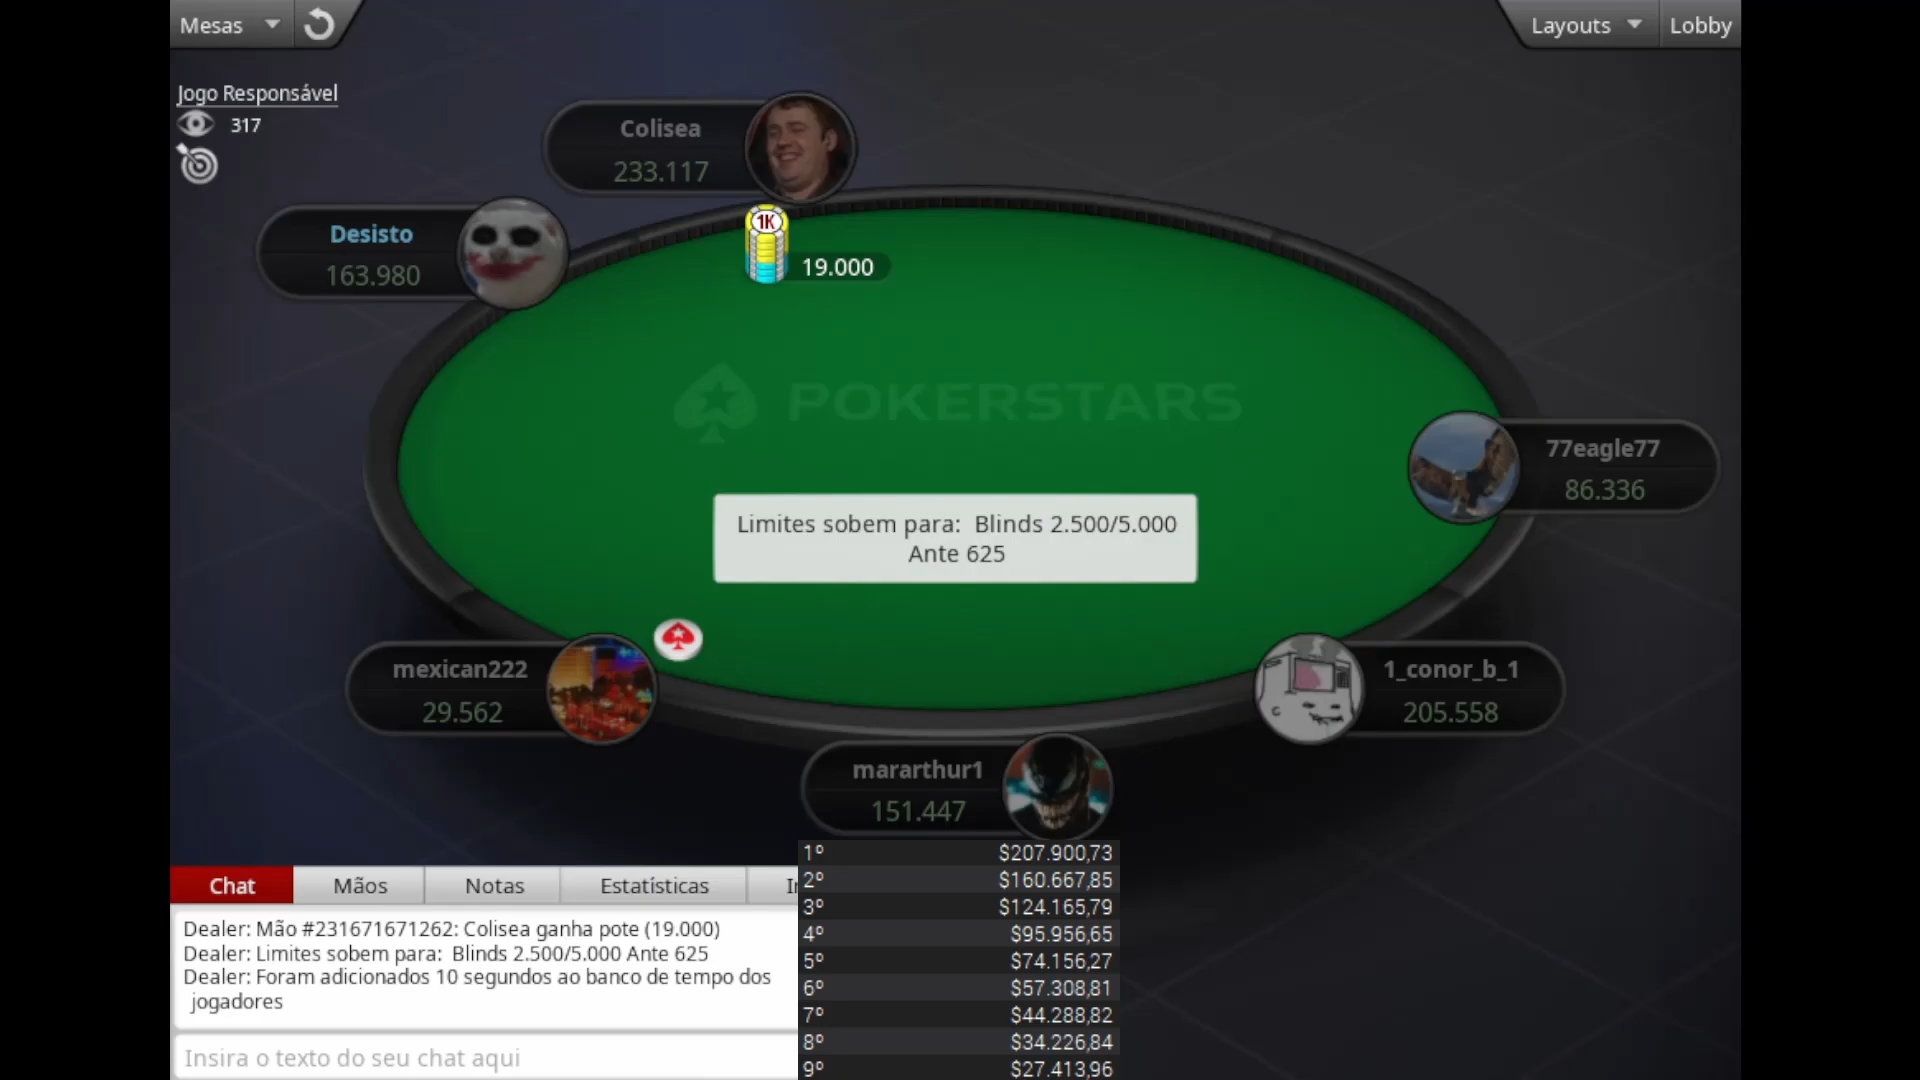 Mesas
Layouts
Lobby
Jogo Responsável
317
Colisea
233.117
Desisto
163.980
1K
19.000
POKERSTARS
77eagle77
86.336
Limites sobem para: Blinds 2.500/5.000
Ante 625
mexican222
29.562
1_conor_b_1
205.558
mararthur1
151.447
Chat
Mãos
Notas
Estatísticas
Dealer: Mão #231671671262: Colisea ganha pote (19.000)
Dealer: Limites sobem para: Blinds 2.500/5.000 Ante 625
Dealer: Foram adicionados 10 segundos ao banco de tempo dos
jogadores
Insira o texto do seu chat aqui
1º $207.900,73
2º $160.667,85
3º $124.165,79
4º $95.956,65
5º $74.156,27
6º $57.308,81
7º $44.288,82
8º $34.226,84
9º $27.413,96